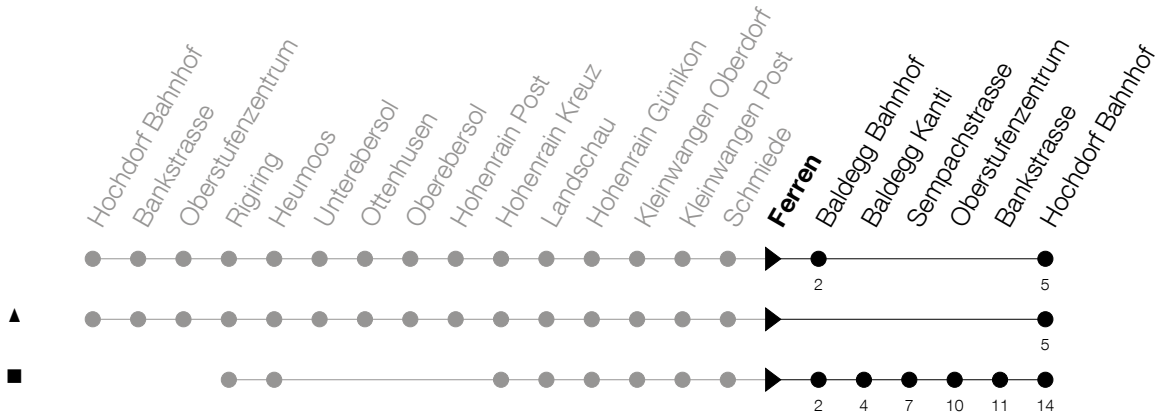 Hochdorf Bahnhof
Bankstrasse
Oberstufenzentrum
Rigiring
Heumoos
Unterebersol
Ottenhusen
Oberebersol
Hohenrain Post
Hohenrain Kreuz
Landschau
Hohenrain Günikon
Kleinwangen Oberdorf
Kleinwangen Post
Schmiede
Ferren
Baldegg Bahnhof
Baldegg Kanti
Sempachstrasse
Oberstufenzentrum
Bankstrasse
Hochdorf Bahnhof
2 5
5
2 4 7 10 11 14